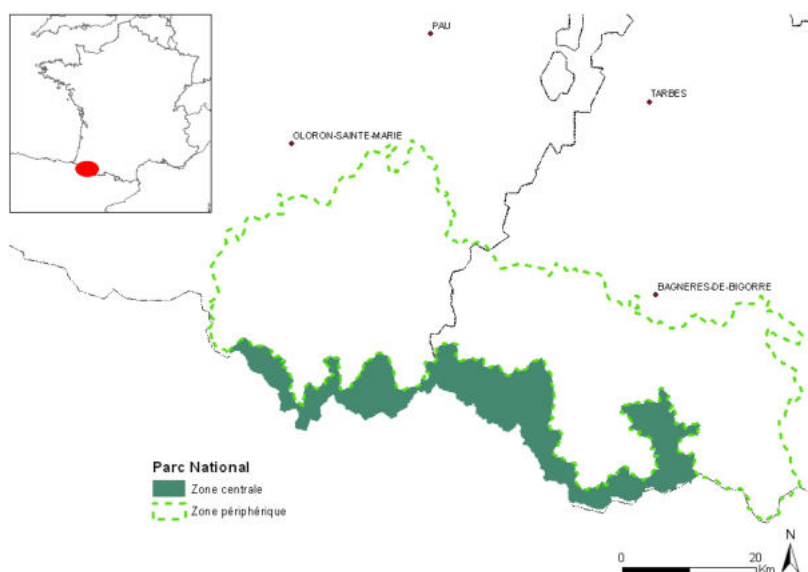 PAU
TARBES
OLORON-SAINTE-MARIE
BAGNERES-DE-BIGORRE
Parc National
Zone centrale
Zone périphérique
N
0 20
Km